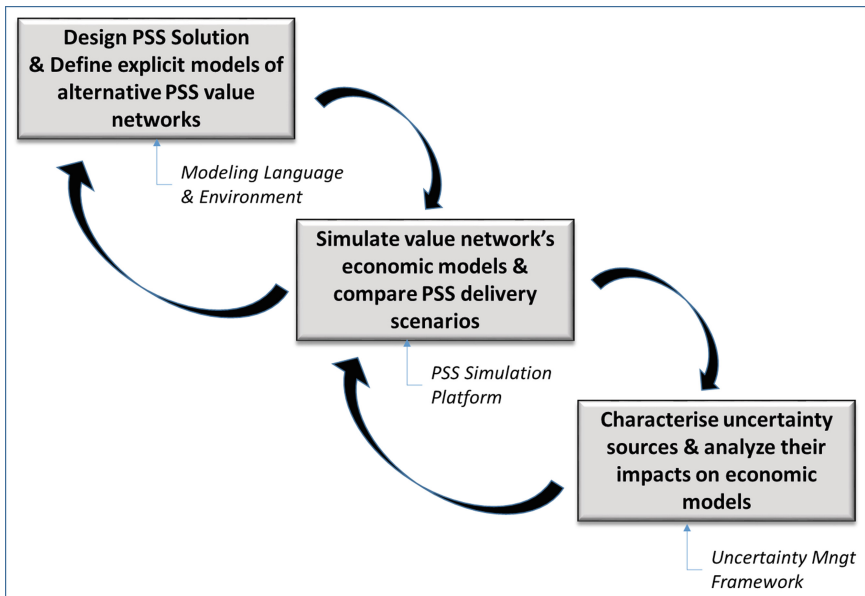 Design PSS Solution
& Define explicit models of
alternative PSS value
networks
Modeling Language
& Environment
Simulate value network's
economic models &
compare PSS delivery
scenarios
PSS Simulation
Platform
Characterise uncertainty
sources & analyze their
impacts on economic
models
Uncertainty Mngt
Framework